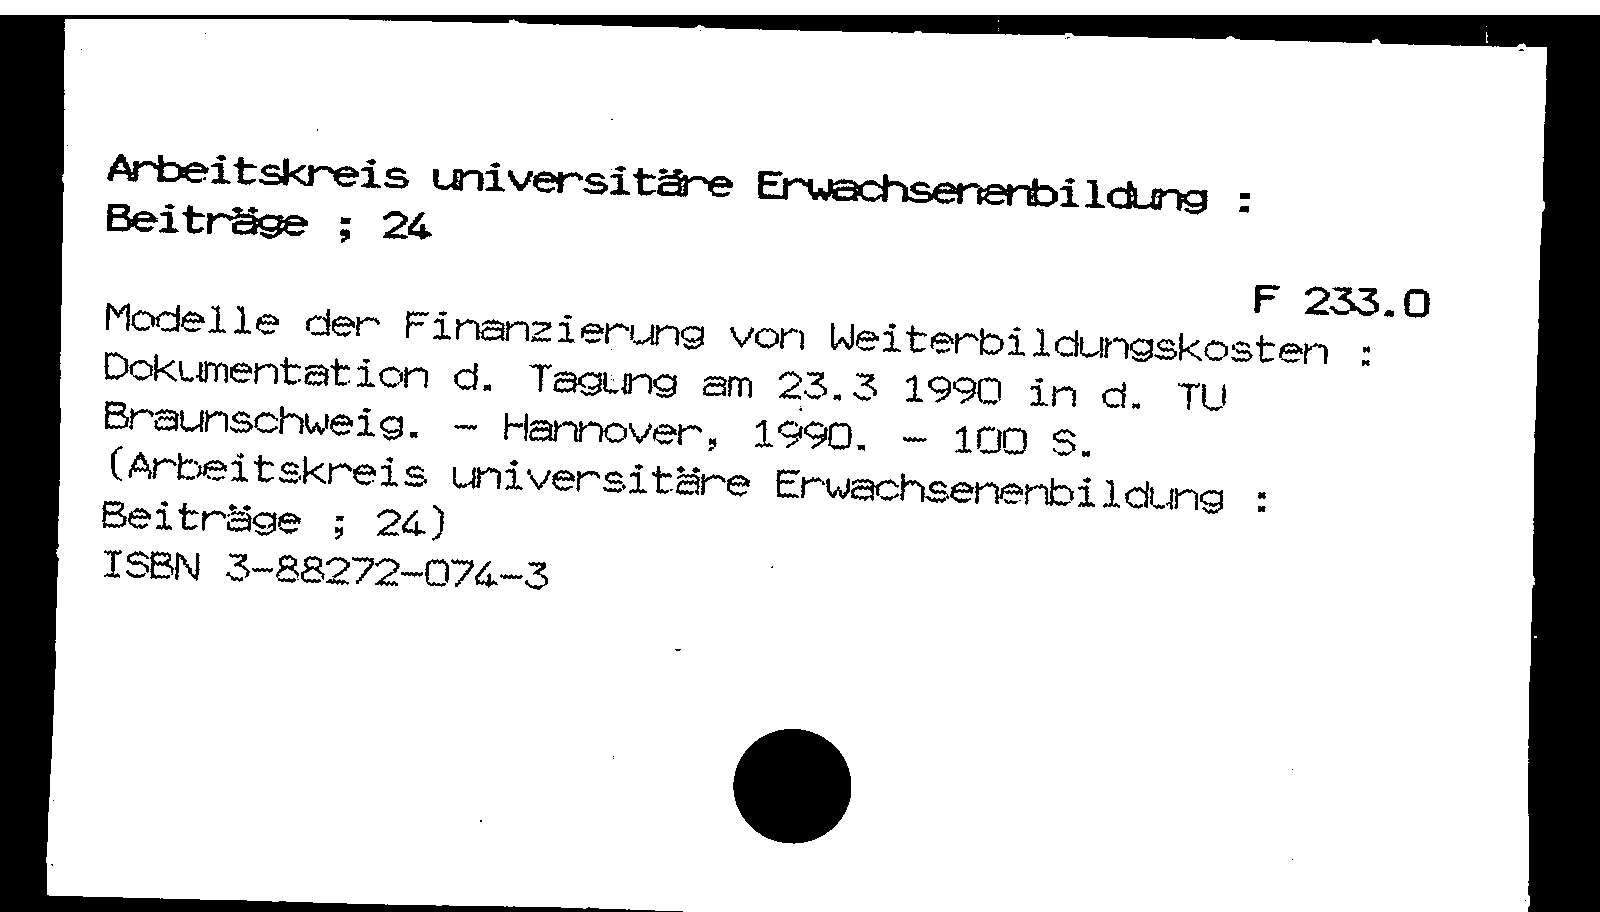 Arbeitskreis universitäre Erwachsenenbildung :
Beiträge ; 24
F 233.0
Modelle der Finanzierung von Weiterbildungskosten :
Dokumentation d. Tagung am 23.3 1990 in d. TU
Braunschweig. - Hannover, 1990. - 100 S.
(Arbeitskreis universitäre Erwachsenenbildung :
Beiträge ; 24)
ISBN 3-88272-074-3